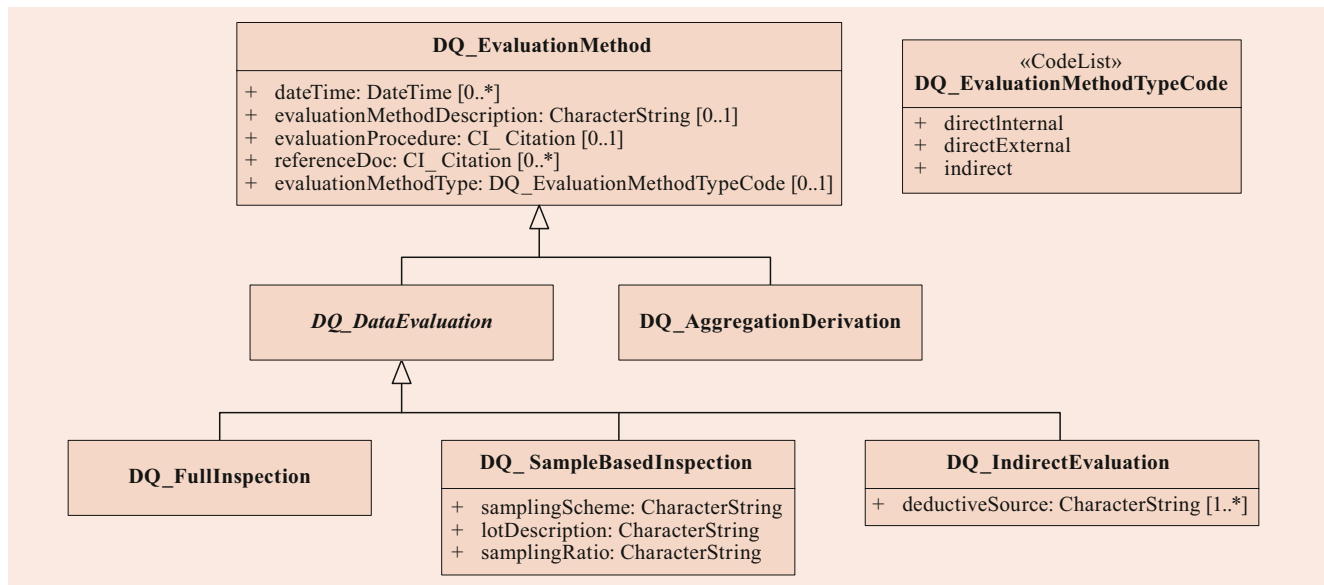 DQ_EvaluationMethod
+ dateTime: DateTime [0..*]
+ evaluationMethodDescription: CharacterString [0..1]
+ evaluationProcedure: CI_ Citation [0..1]
+ referenceDoc: CI_ Citation [0..*]
+ evaluationMethodType: DQ_EvaluationMethodTypeCode [0..1]
«CodeList»
DQ_EvaluationMethodTypeCode
+ directInternal
+ directExternal
+ indirect
DQ_DataEvaluation
DQ_AggregationDerivation
DQ_FullInspection
DQ_ SampleBasedInspection
+ samplingScheme: CharacterString
+ lotDescription: CharacterString
+ samplingRatio: CharacterString
DQ_IndirectEvaluation
+ deductiveSource: CharacterString [1..*]